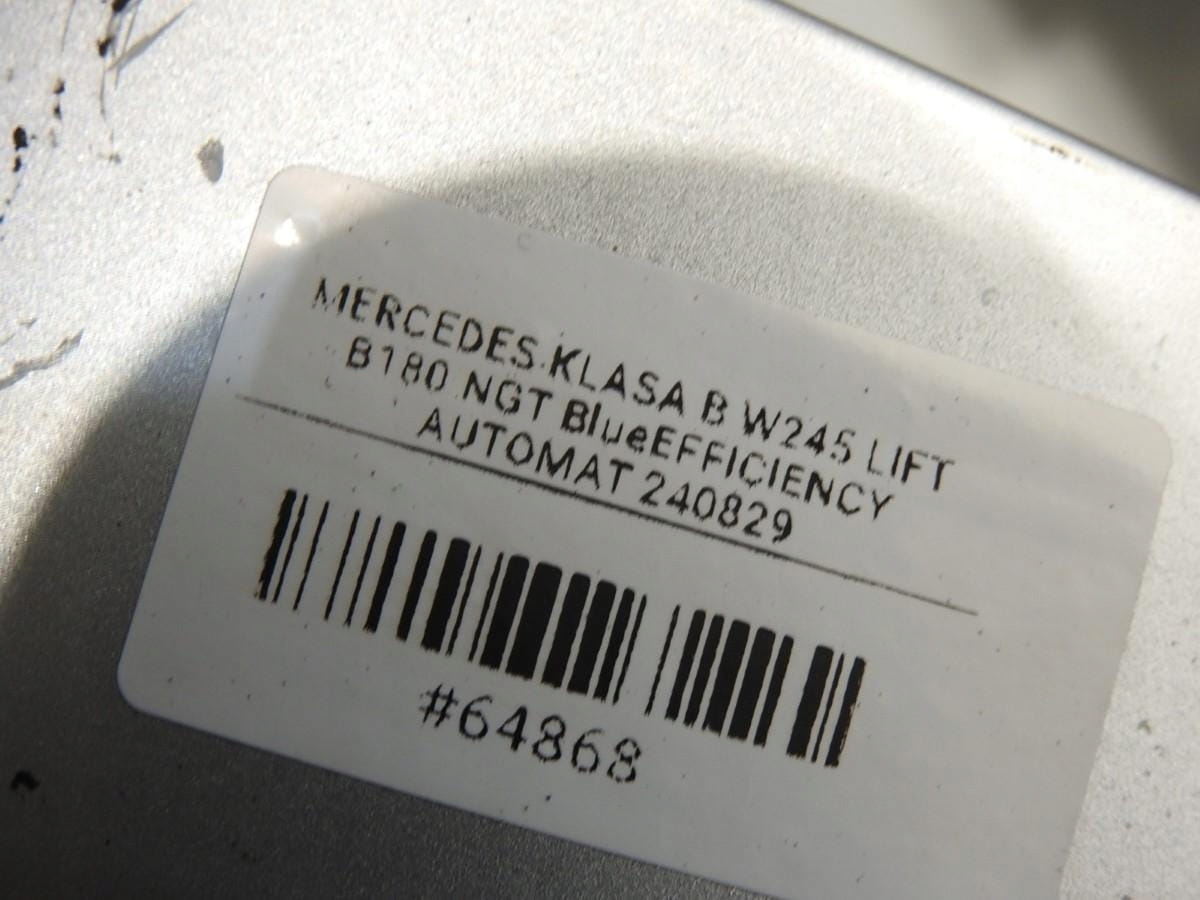 MERCEDES KLASA B W245 LIFT
B180 NGT BlueEFFICIENCY
AUTOMAT 240829
#64868